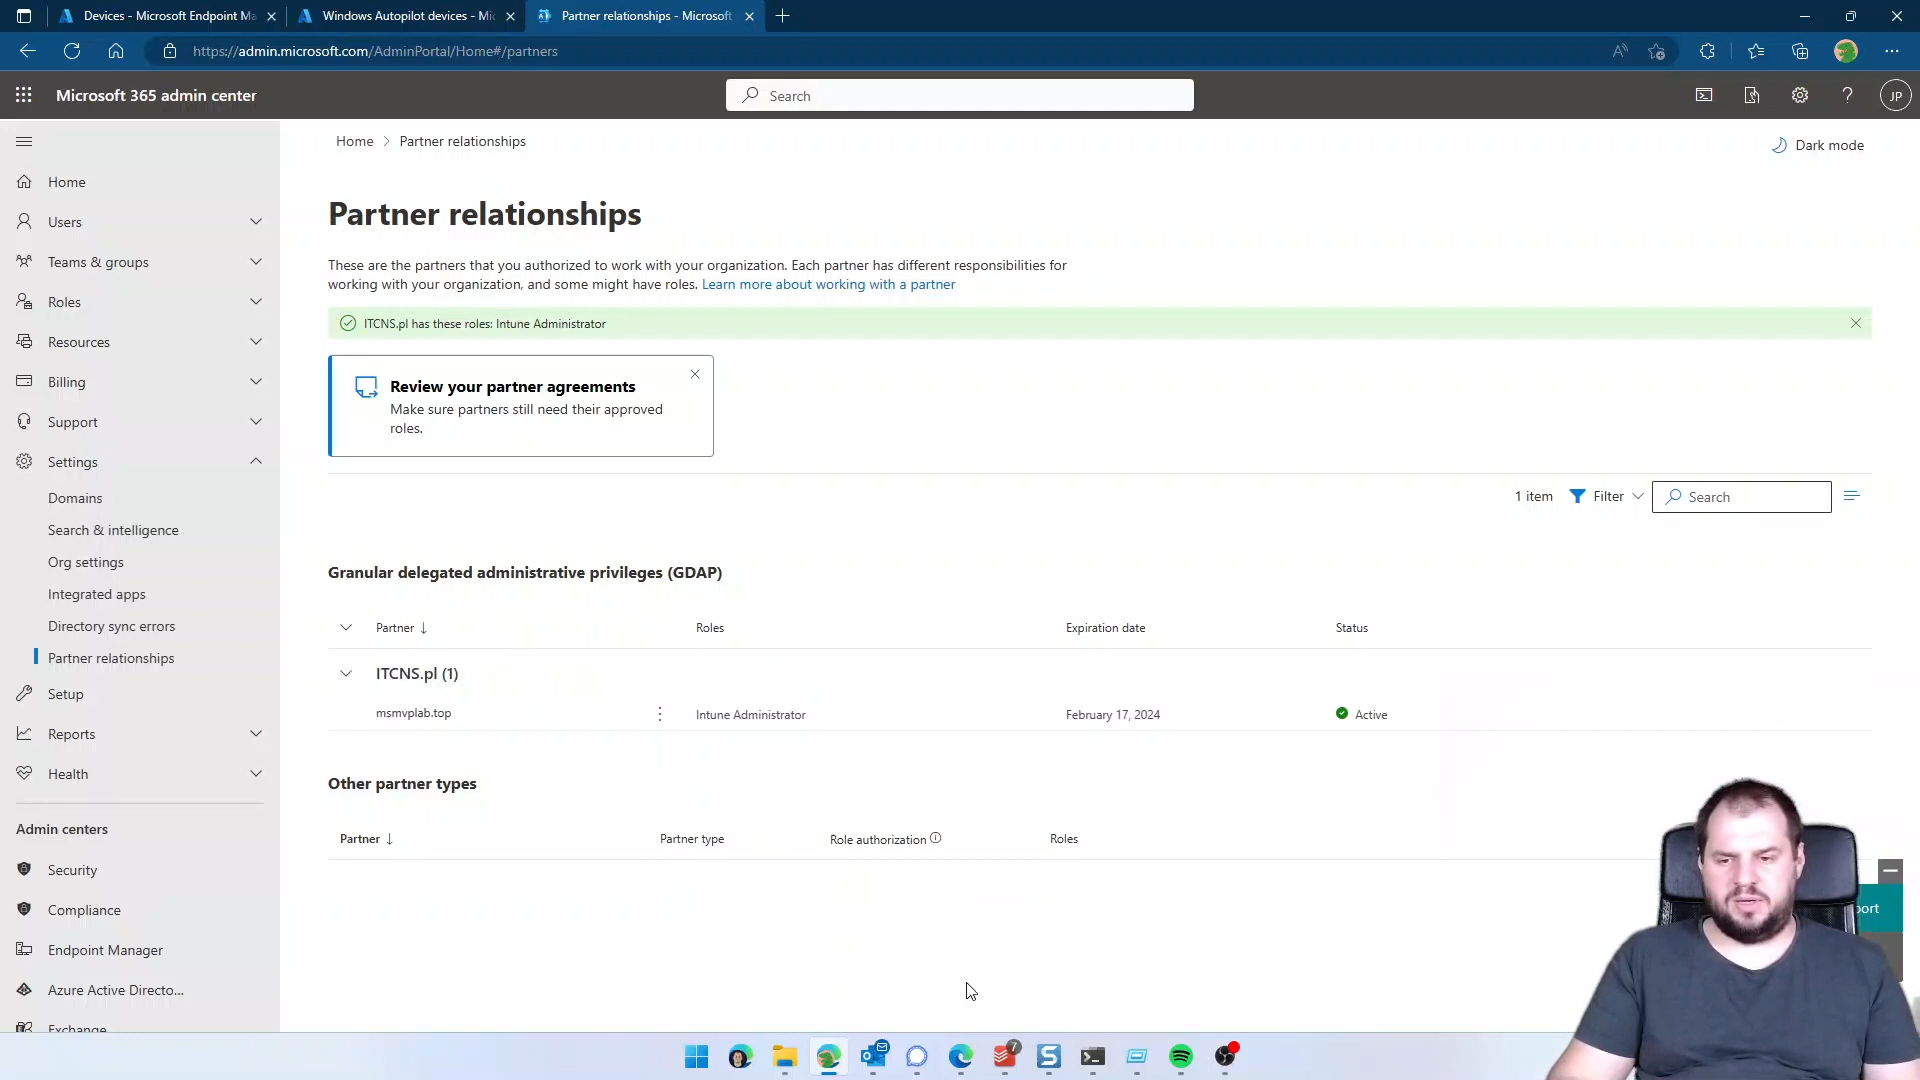 Devices - Microsoft Endpoint Ma
Windows Autopilot devices - Mic
Partner relationships - Microsoft
https://admin.microsoft.com/AdminPortal/Home#/partners
Microsoft 365 admin center
Search
JP
Home
Users
Teams & groups
Roles
Resources
Billing
Support
Settings
Domains
Search & intelligence
Org settings
Integrated apps
Directory sync errors
Partner relationships
Setup
Reports
Health
Admin centers
Security
Compliance
Endpoint Manager
Azure Active Directo...
Exchange
Home > Partner relationships
Dark mode
Partner relationships
These are the partners that you authorized to work with your organization. Each partner has different responsibilities for
working with your organization, and some might have roles. Learn more about working with a partner
ITCNS.pl has these roles: Intune Administrator
Review your partner agreements
Make sure partners still need their approved
roles.
1 item Filter Search
Granular delegated administrative privileges (GDAP)
Partner ↓ Roles Expiration date Status
ITCNS.pl (1)
msmvplab.top Intune Administrator February 17, 2024 Active
Other partner types
Partner ↓ Partner type Role authorization Roles
port
7